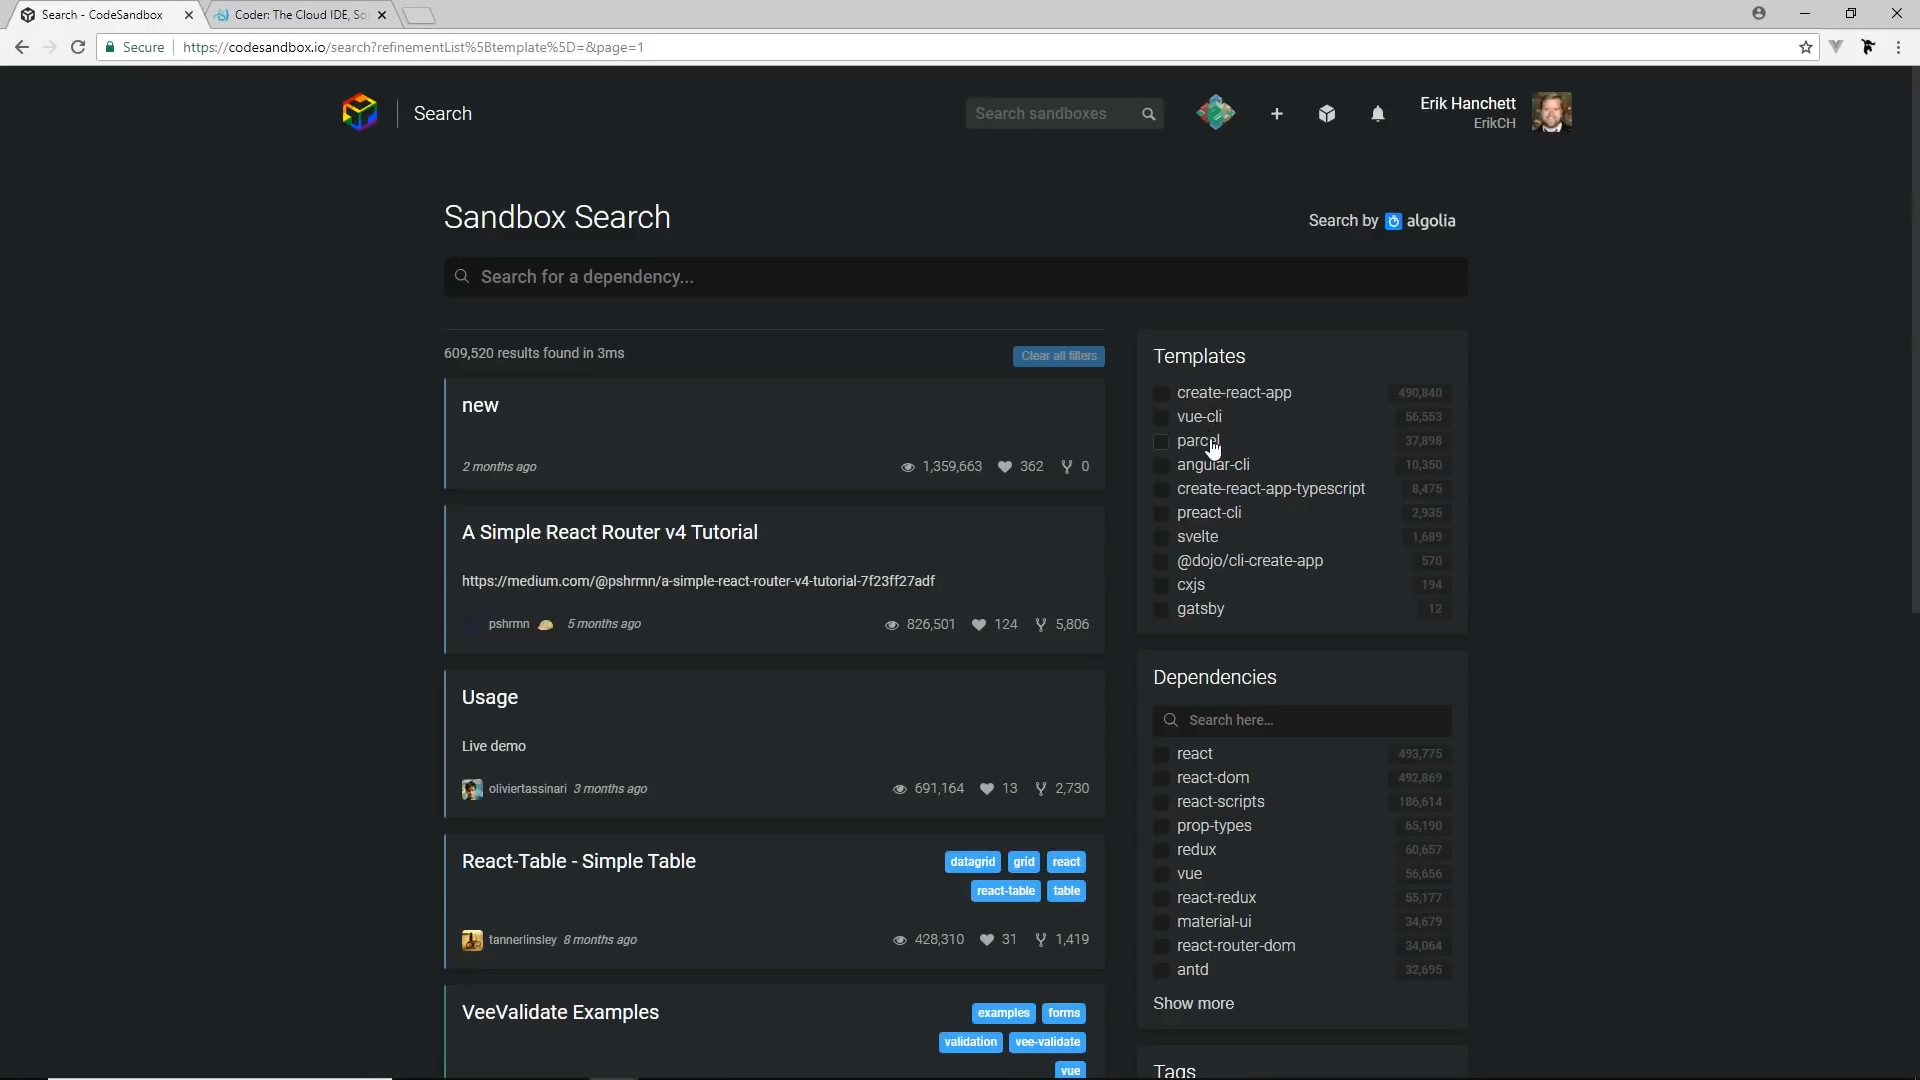 Search - CodeSandbox
Coder: The Cloud IDE, So
Secure
https://codesandbox.io/search?refinementList%5Btemplate%5D=&page=1
Search
Search sandboxes
Erik Hanchett
ErikCH
Sandbox Search
Search by algolia
Search for a dependency...
609,520 results found in 3ms
Clear all filters
new
2 months ago
1,359,663
362
0
A Simple React Router v4 Tutorial
https://medium.com/@pshrmn/a-simple-react-router-v4-tutorial-7f23ff27adf
pshrmn
5 months ago
826,501
124
5,806
Usage
Live demo
oliviertassinari
3 months ago
691,164
13
2,730
React-Table - Simple Table
datagrid
grid
react
react-table
table
tannerlinsley
8 months ago
428,310
31
1,419
VeeValidate Examples
examples
forms
validation
vee-validate
vue
Templates
create-react-app 490,840
vue-cli 56,553
parcel 37,898
angular-cli 10,350
create-react-app-typescript 8,475
preact-cli 2,935
svelte 1,689
@dojo/cli-create-app 570
cxjs 194
gatsby 12
Dependencies
Search here...
react 493,775
react-dom 492,869
react-scripts 186,614
prop-types 65,190
redux 60,657
vue 56,656
react-redux 55,177
material-ui 34,679
react-router-dom 34,064
antd 32,695
Show more
Tags